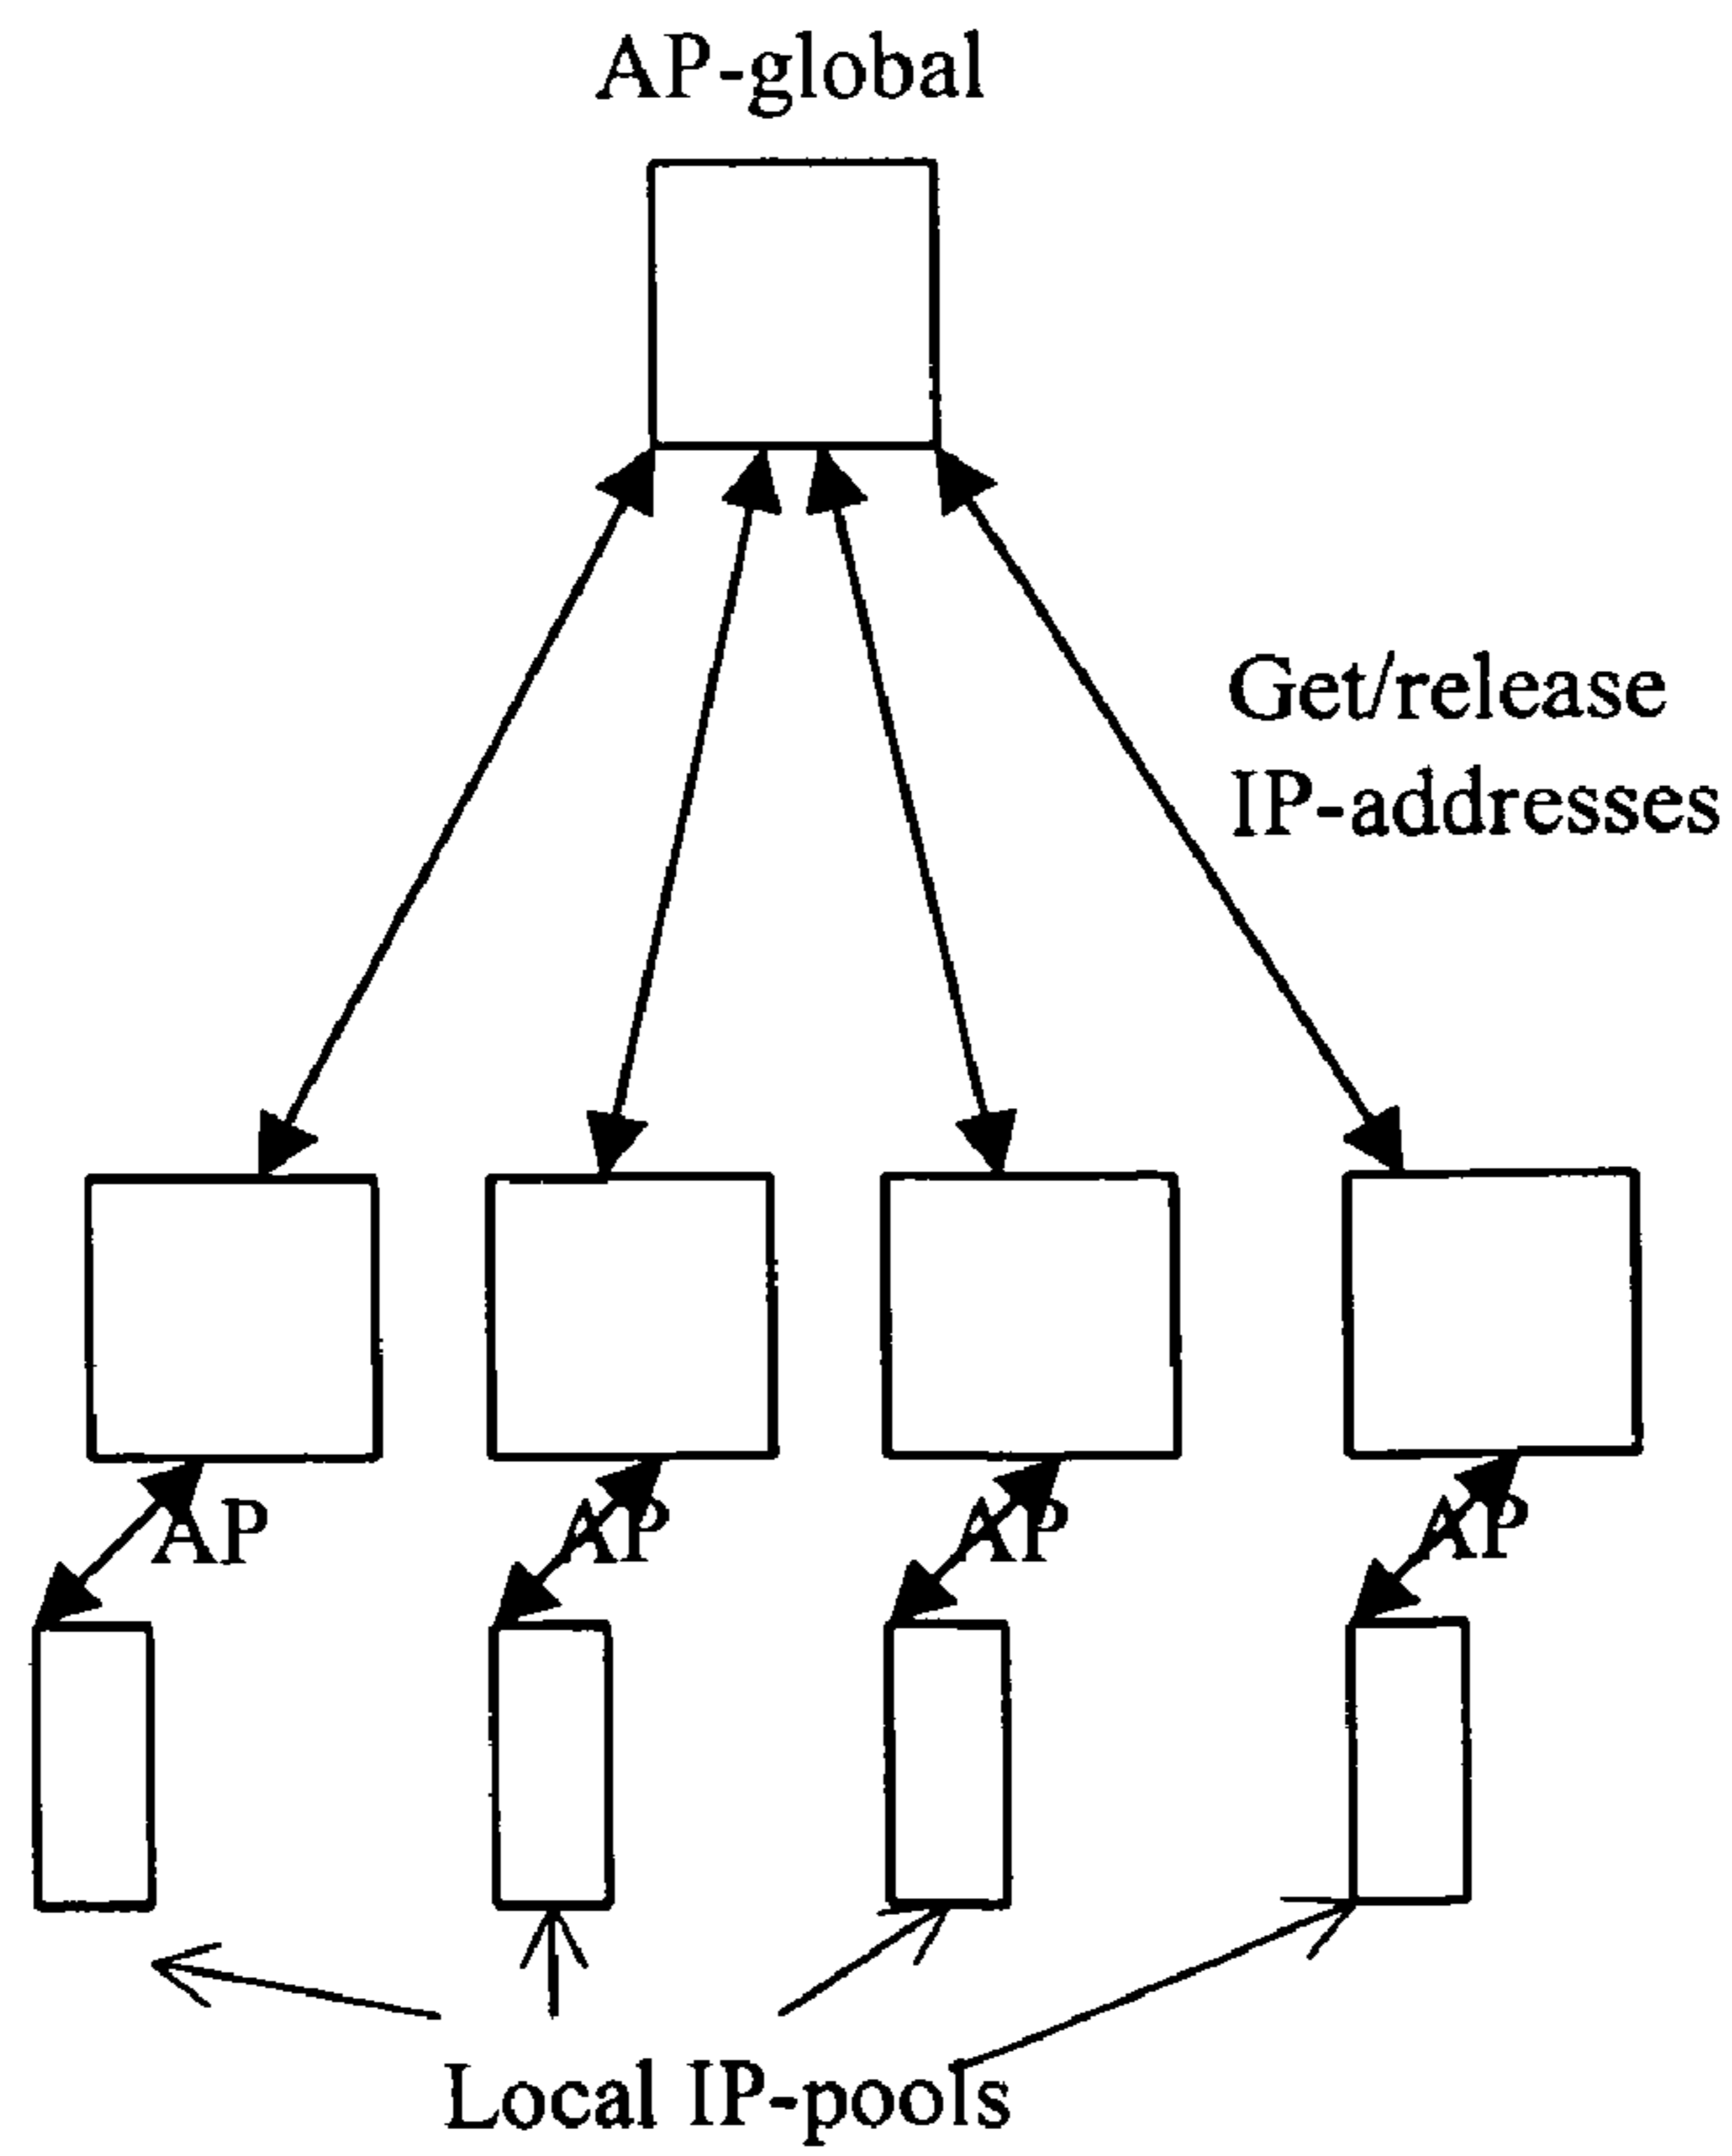 AP-global
Get/release
IP-addresses
AP AP AP AP
Local IP-pools